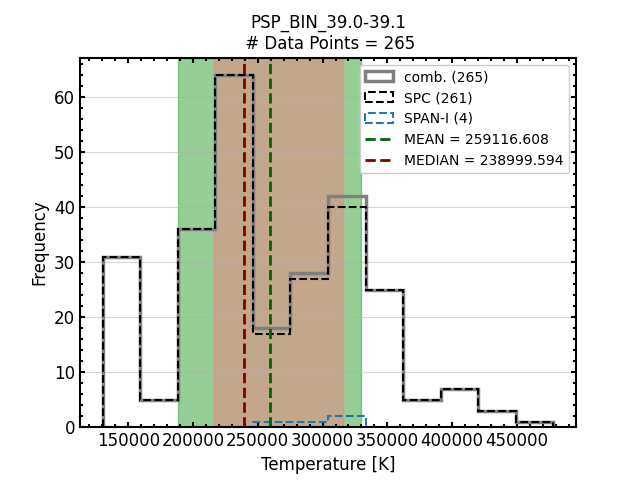 PSP_BIN_39.0-39.1
# Data Points = 265
comb. (265)
SPC (261)
SPAN-I (4)
MEAN = 259116.608
MEDIAN = 238999.594
Frequency
60
50
40
30
20
10
0
150000 200000 250000 300000 350000 400000 450000
Temperature [K]